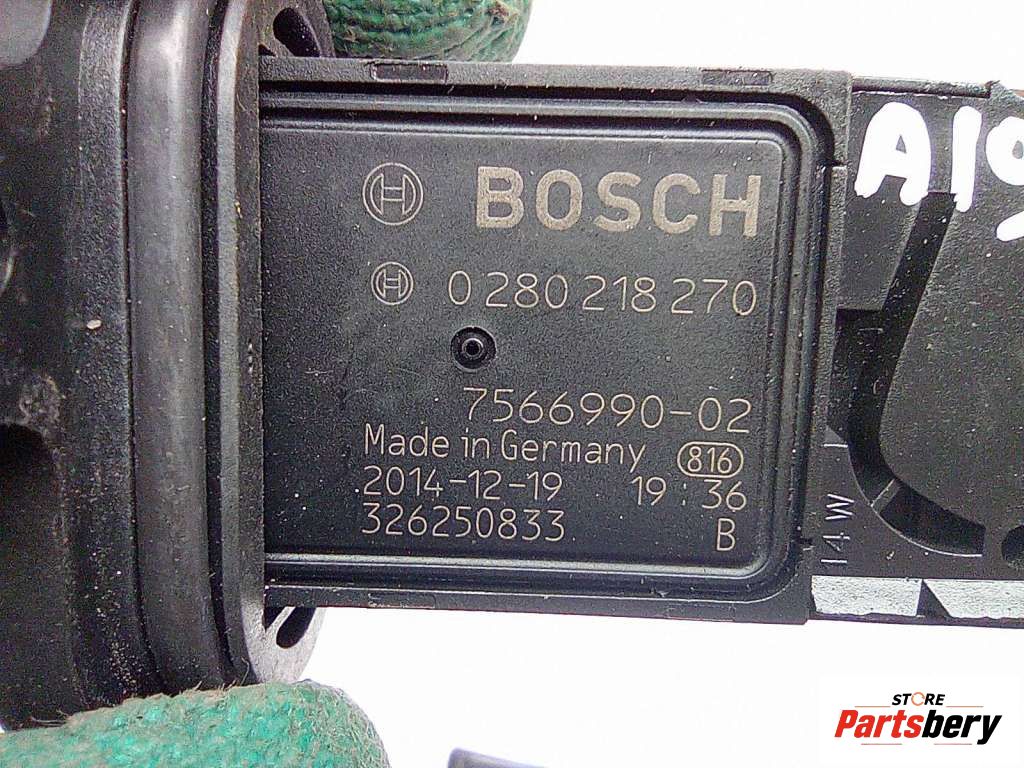 BOSCH
0 280 218 270
7566990-02
Made in Germany 816
2014-12-19 19:36
326250833 B
14 W
STORE
Partsbery